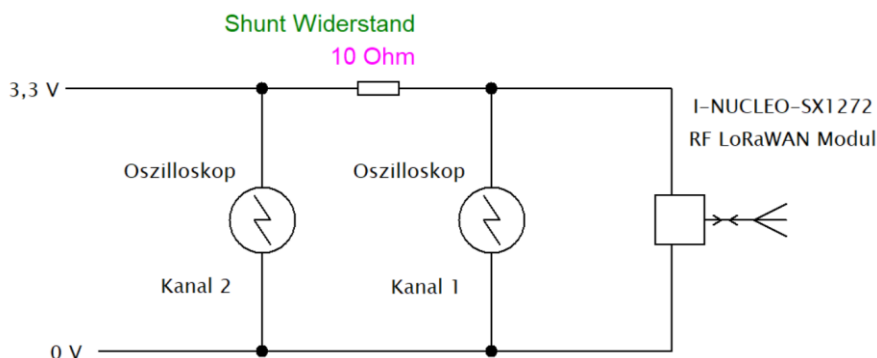 Shunt Widerstand
10 Ohm
3,3 V
I-NUCLEO-SX1272
RF LoRaWAN Modul
Oszilloskop
Oszilloskop
Kanal 2
Kanal 1
0 V